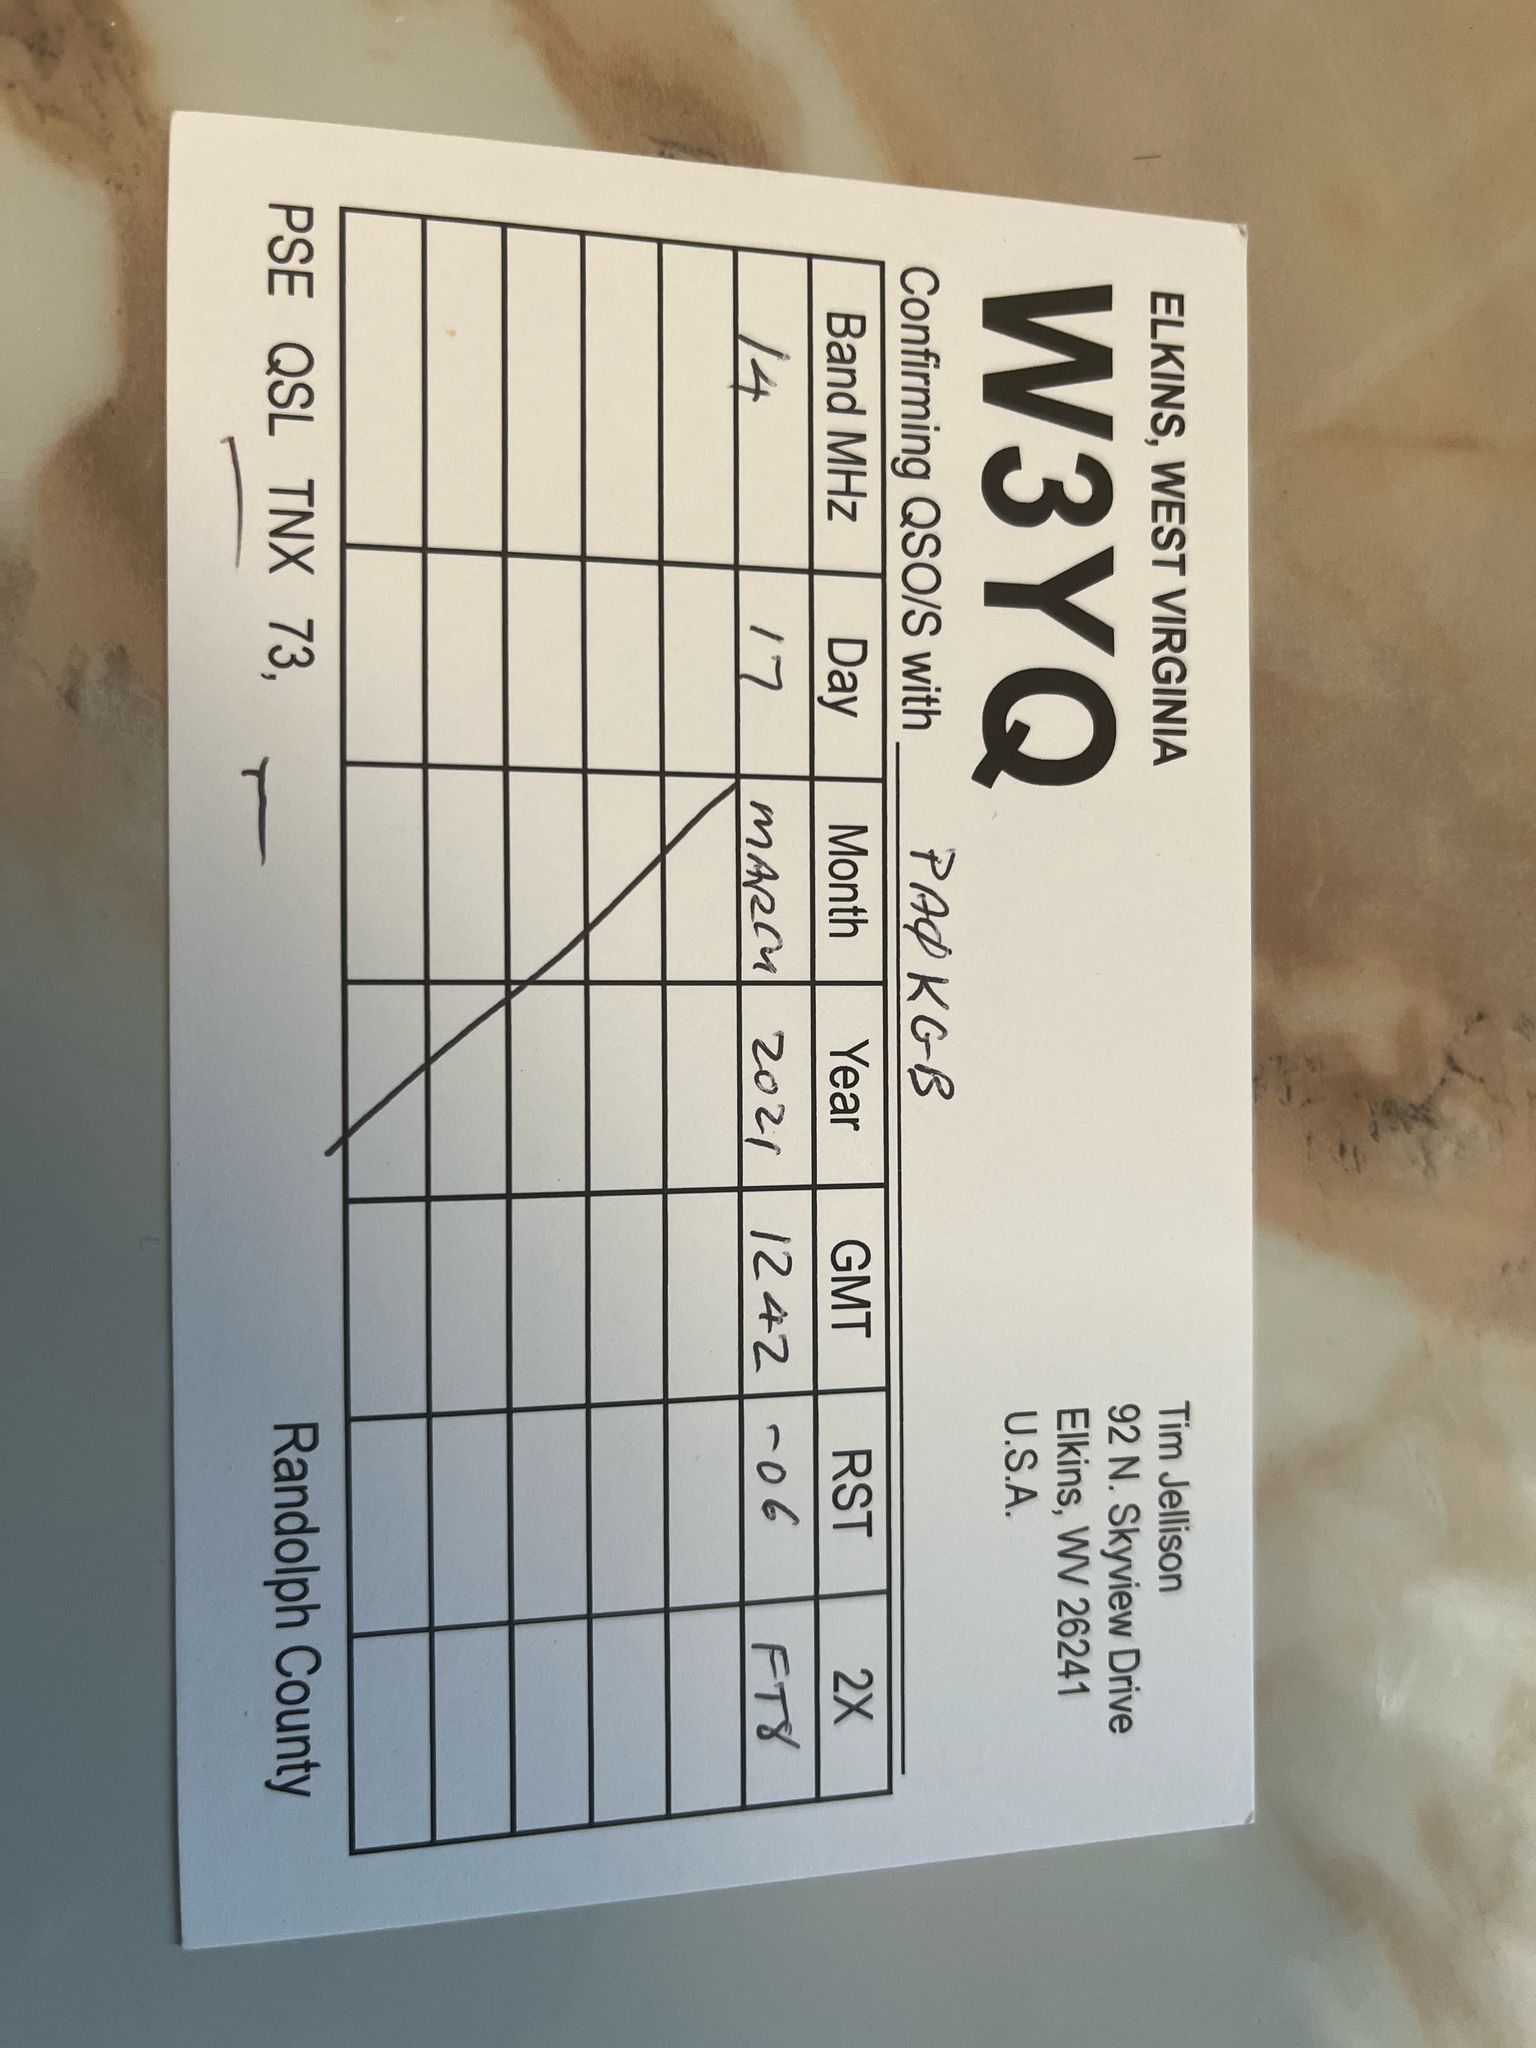 ELKINS, WEST VIRGINIA
W3YQ
Tim Jellison
92 N. Skyview Drive
Elkins, WV 26241
U.S.A.
Confirming QSO/S with PAØKGB
Band MHz Day Month Year GMT RST 2X
14 17 MARCH 2021 1242 -06 FT8
PSE QSL TNX 73, Randolph County